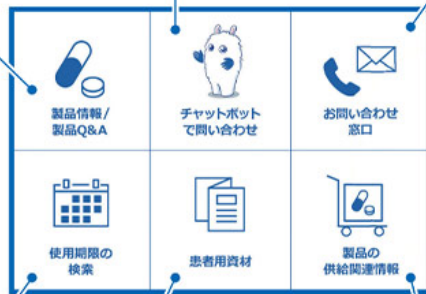 製品情報/
製品Q&A
チャットボット
で問い合わせ
お問い合わせ
窓口
使用期限の
検索
患者用資材
製品の
供給関連情報